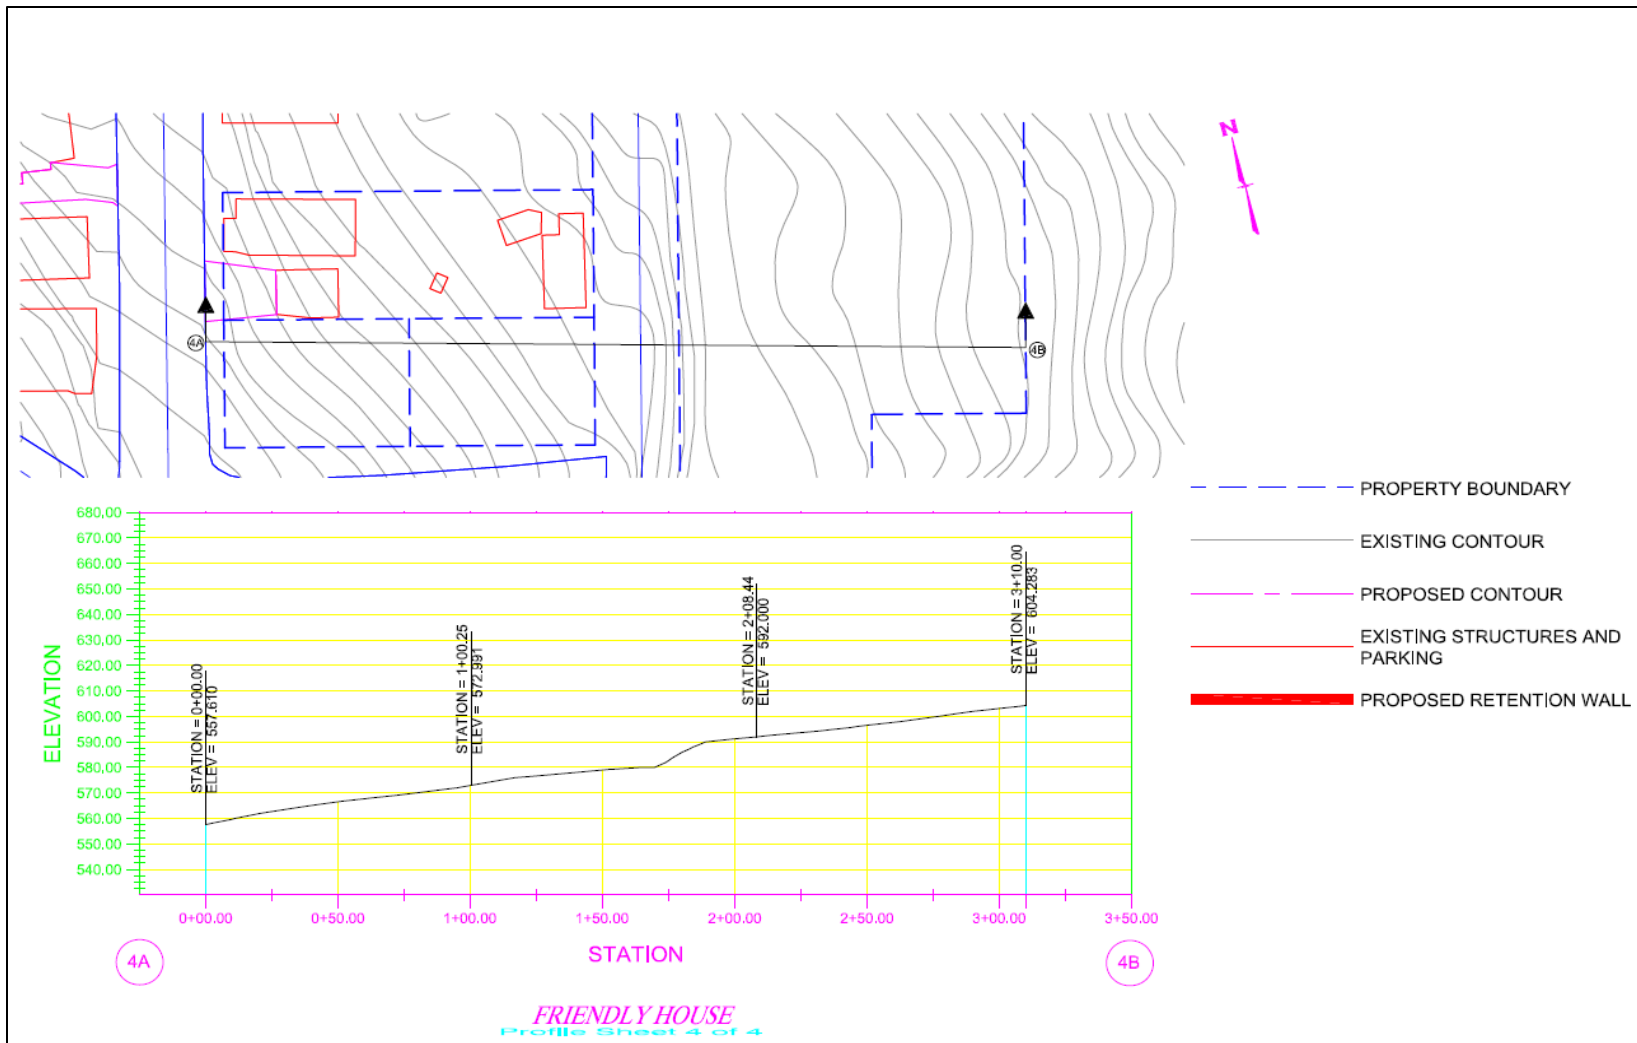 N
4A
4B
PROPERTY BOUNDARY
EXISTING CONTOUR
PROPOSED CONTOUR
EXISTING STRUCTURES AND
PARKING
PROPOSED RETENTION WALL
680.00
670.00
660.00
650.00
640.00
630.00
620.00
610.00
600.00
590.00
580.00
570.00
560.00
550.00
540.00
ELEVATION
STATION = 0+00.00
ELEV = 557.610
STATION = 1+00.25
ELEV = 572.991
STATION = 2+08.44
ELEV = 592.000
STATION = 3+10.00
ELEV = 604.283
0+00.00
0+50.00
1+00.00
1+50.00
2+00.00
2+50.00
3+00.00
3+50.00
4A
STATION
4B
FRIENDLY HOUSE
Profile Sheet 4 of 4